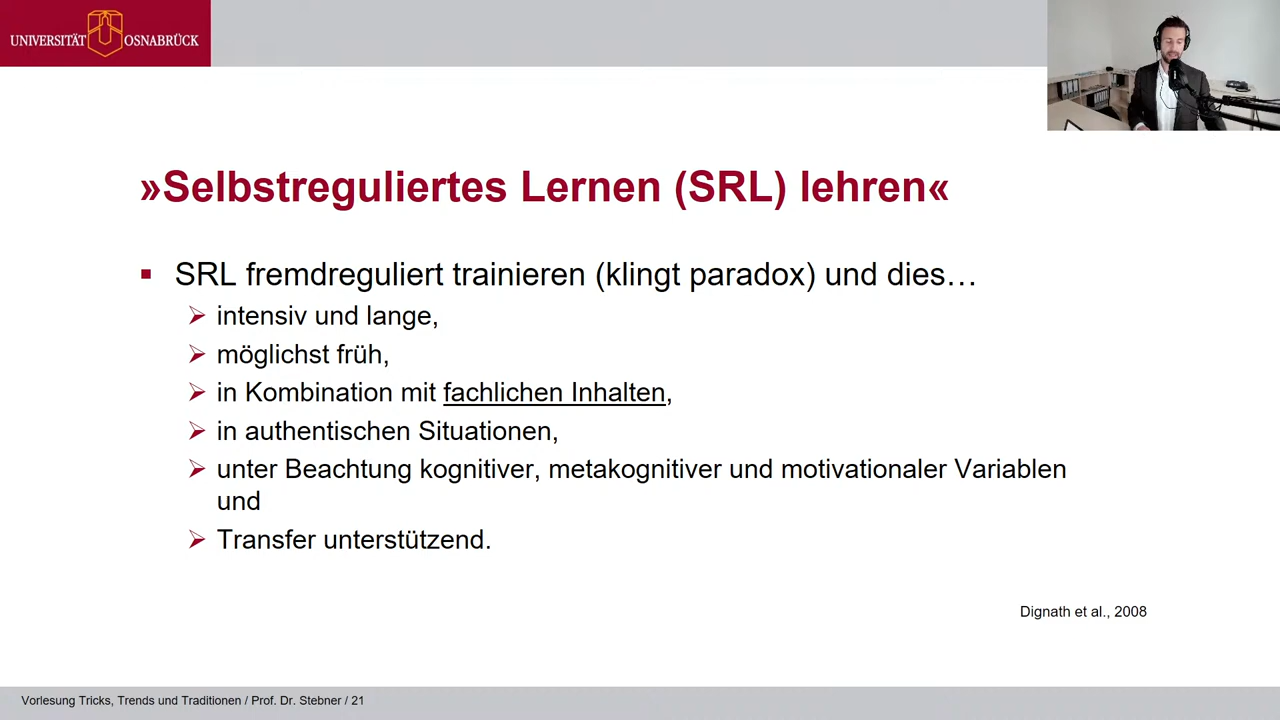 UNIVERSITÄT OSNABRÜCK
»Selbstreguliertes Lernen (SRL) lehren«
SRL fremdreguliert trainieren (klingt paradox) und dies…
intensiv und lange,
möglichst früh,
in Kombination mit fachlichen Inhalten,
in authentischen Situationen,
unter Beachtung kognitiver, metakognitiver und motivationaler Variablen
und
Transfer unterstützend.
Dignath et al., 2008
Vorlesung Tricks, Trends und Traditionen / Prof. Dr. Stebner / 21